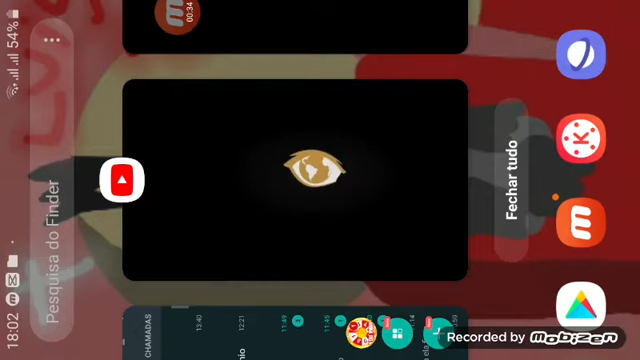 18:02
54%
Pesquisa do Finder
00:34
Fechar tudo
CHAMADAS
13:40
12:21
11:49
11:45
Recorded by mobizen